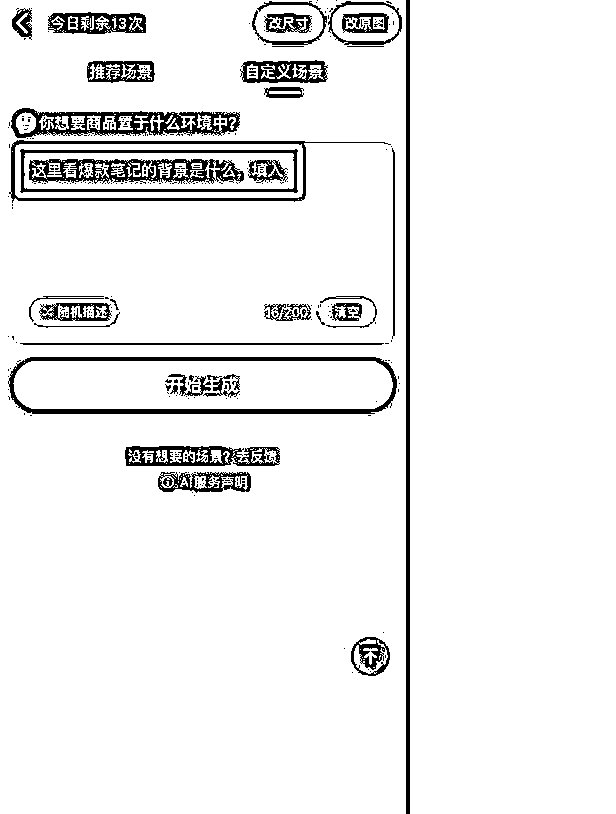 今日剩余13次
改尺寸
改原图
推荐场景
自定义场景
你想要商品置于什么环境中?
这里看爆款笔记的背景是什么,填入
随机描述
16/200
清空
开始生成
没有想要的场景?去反馈
AI服务声明